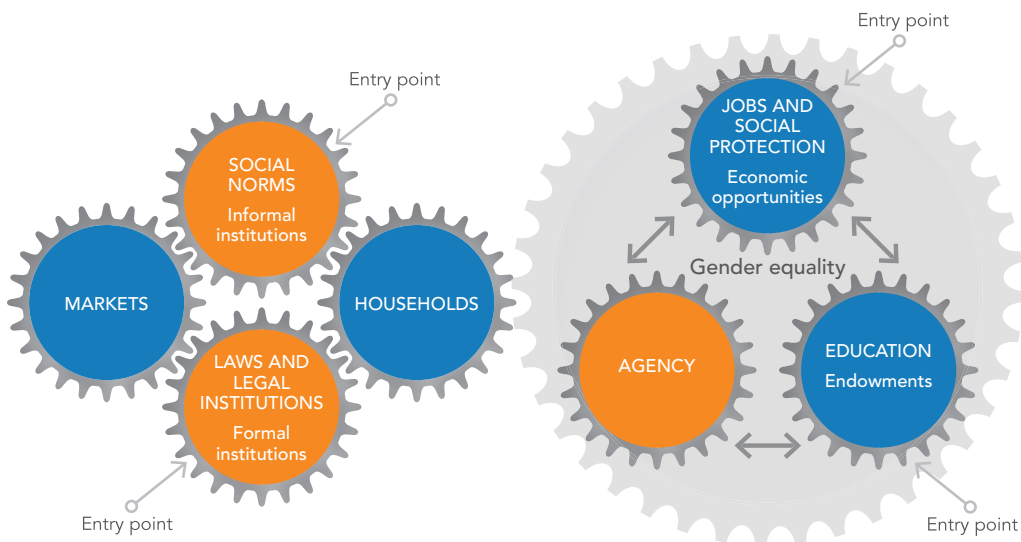 Entry point
SOCIAL
NORMS
Informal
institutions
MARKETS
HOUSEHOLDS
LAWS AND
LEGAL
INSTITUTIONS
Formal
institutions
Entry point
Entry point
JOBS AND
SOCIAL
PROTECTION
Economic
opportunities
Gender equality
AGENCY
EDUCATION
Endowments
Entry point